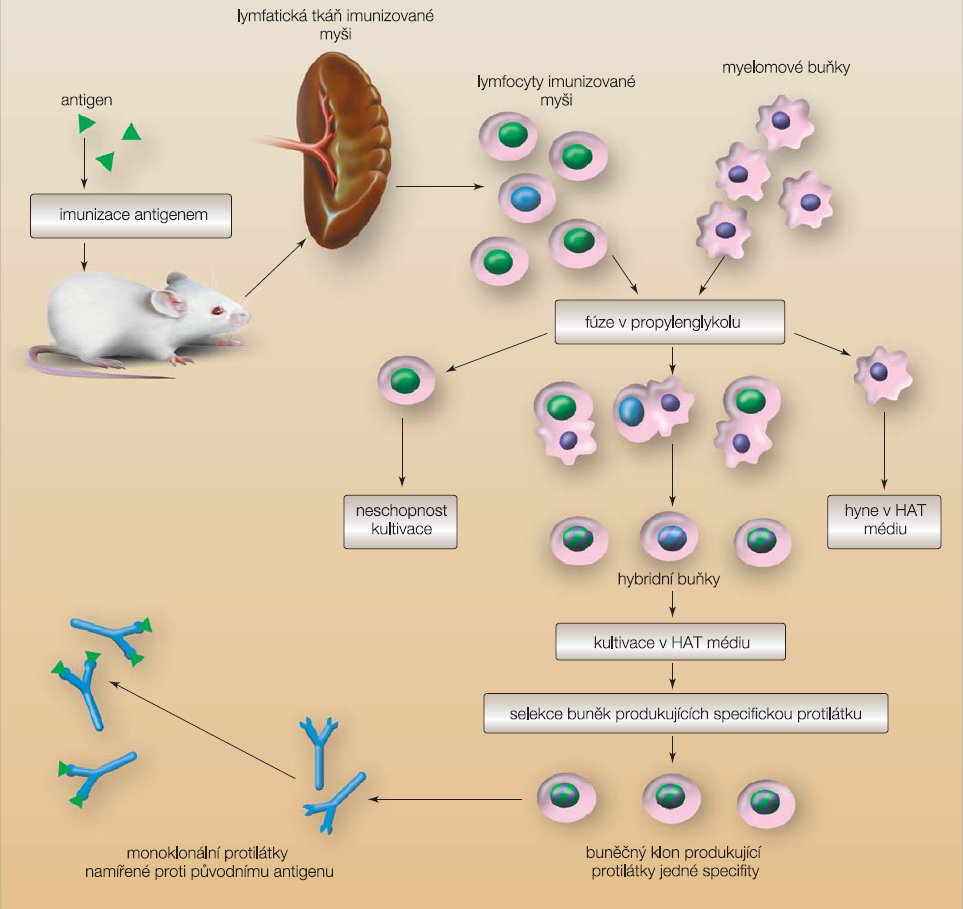 lymfatická tkáň imunizované
myši
antigen
imunizace antigenem
lymfocyty imunizované
myši
myelomové buňky
fúze v propylenglykolu
neschopnost
kultivace
hyne v HAT
médiu
hybridní buňky
kultivace v HAT médiu
selekce buněk produkujících specifickou protilátku
buněčný klon produkující
protilátky jedné specifity
monoklonální protilátky
namířené proti původnímu antigenu